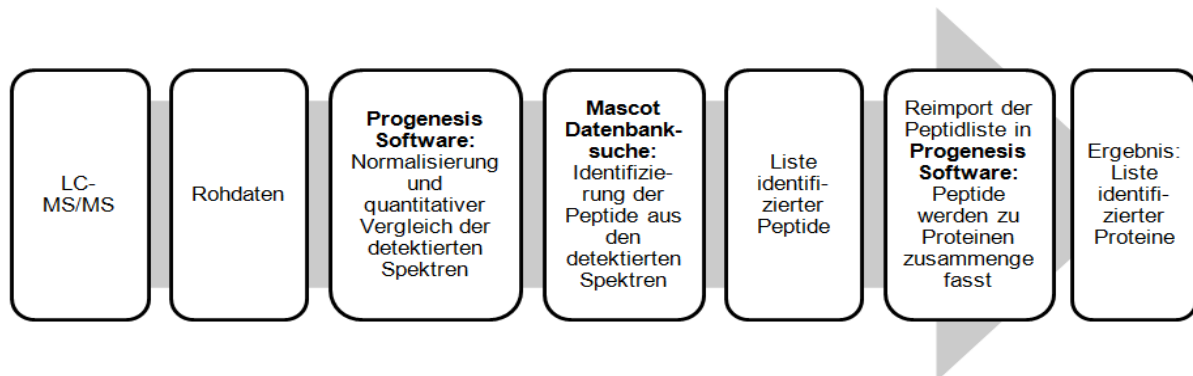 LC-
MS/MS
Rohdaten
Progenesis
Software:
Normalisierung
und
quantitativer
Vergleich der
detektierten
Spektren
Mascot
Datenbank-
suche:
Identifizie-
rung der
Peptide aus
den
detektierten
Spektren
Liste
identifi-
zierter
Peptide
Reimport der
Peptidliste in
Progenesis
Software:
Peptide
werden zu
Proteinen
zusammenge
fasst
Ergebnis:
Liste
identifi-
zierter
Proteine